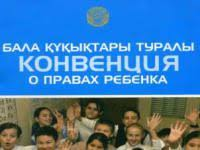 БАЛА ҚҰҚЫҚТАРЫ ТУРАЛЫ
КОНВЕНЦИЯ
О ПРАВАХ РЕБЕНКА